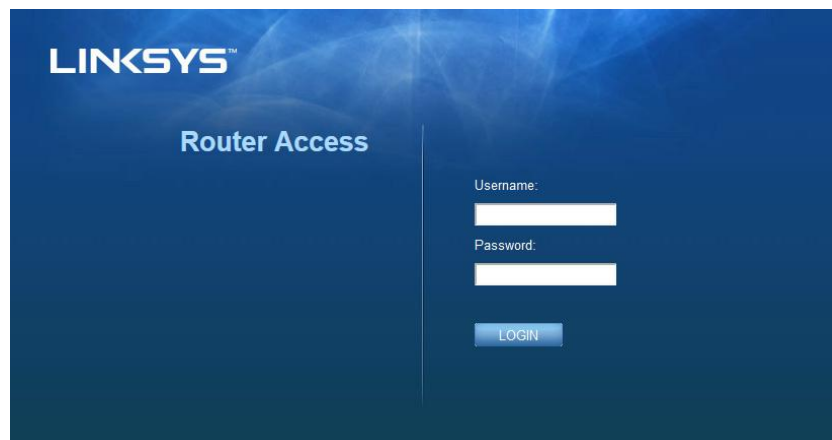 LINKSYS™
Router Access
Username:
Password:
LOGIN